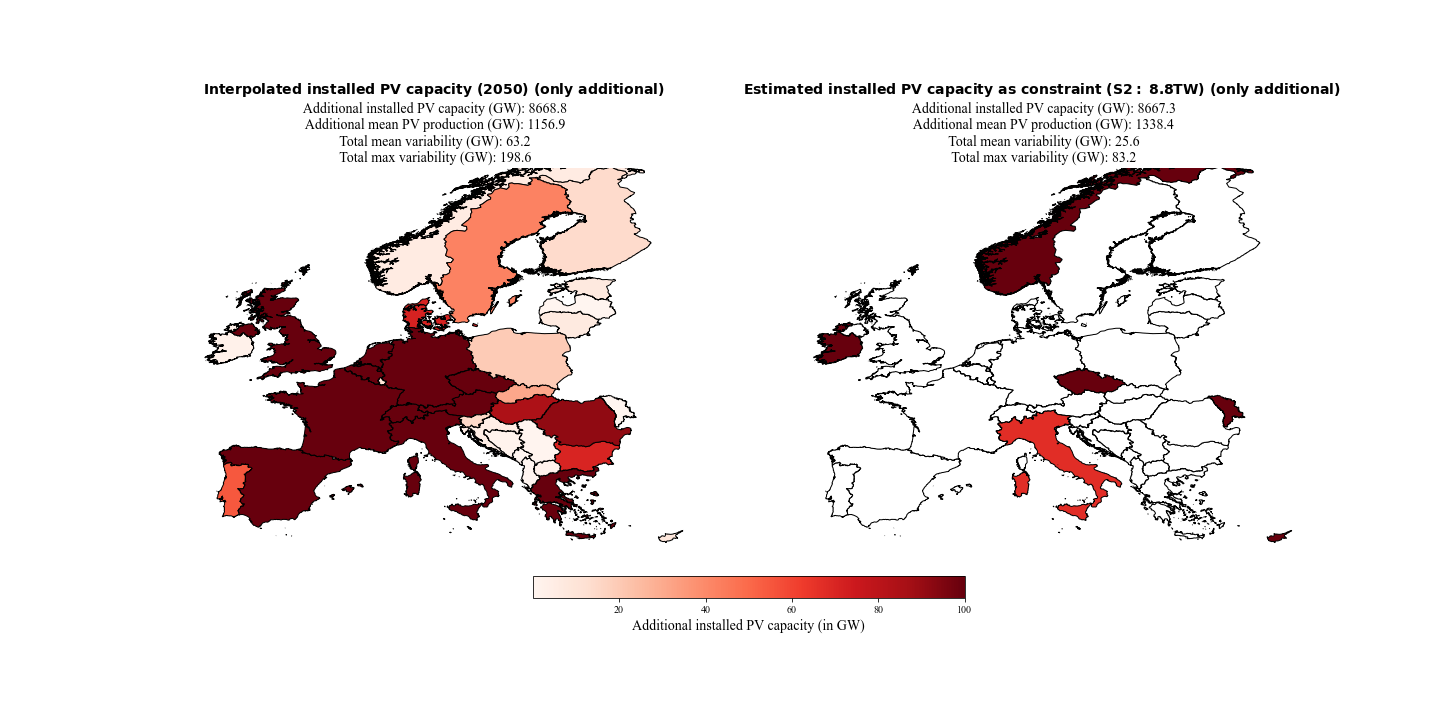 Interpolated installed PV capacity (2050) (only additional)
Additional installed PV capacity (GW): 8668.8
Additional mean PV production (GW): 1156.9
Total mean variability (GW): 63.2
Total max variability (GW): 198.6
Estimated installed PV capacity as constraint (S2 : 8.8TW) (only additional)
Additional installed PV capacity (GW): 8667.3
Additional mean PV production (GW): 1338.4
Total mean variability (GW): 25.6
Total max variability (GW): 83.2
20 40 60 80 100
Additional installed PV capacity (in GW)